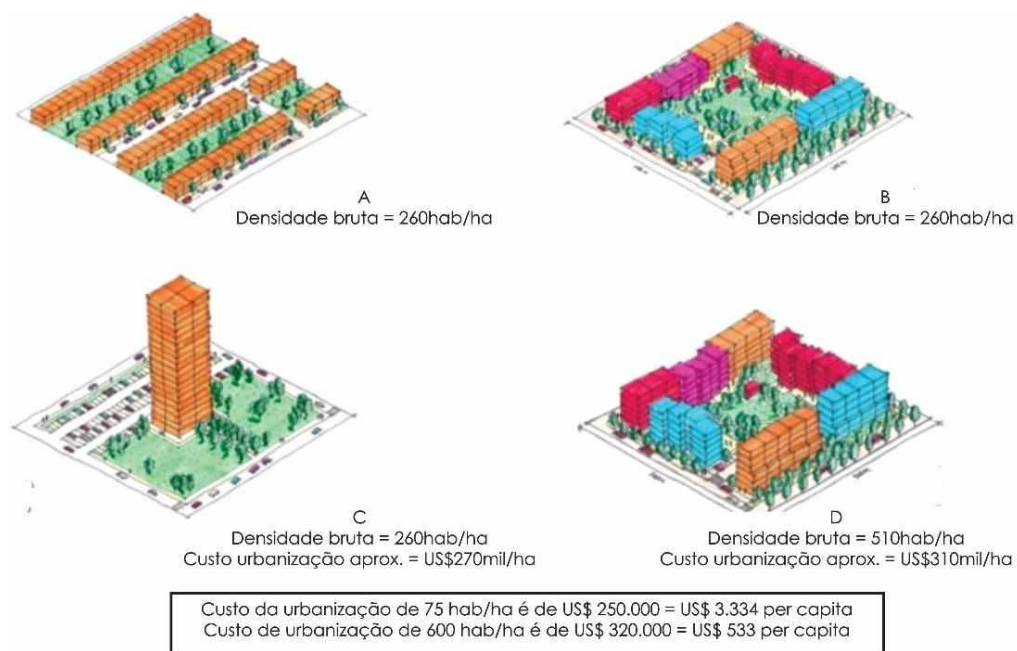 A
Densidade bruta = 260hab/ha
B
Densidade bruta = 260hab/ha
C
Densidade bruta = 260hab/ha
Custo urbanização aprox. = US$270mil/ha
D
Densidade bruta = 510hab/ha
Custo urbanização aprox. = US$310mil/ha
Custo da urbanização de 75 hab/ha é de US$ 250.000 = US$ 3.334 per capita
Custo de urbanização de 600 hab/ha é de US$ 320.000 = US$ 533 per capita